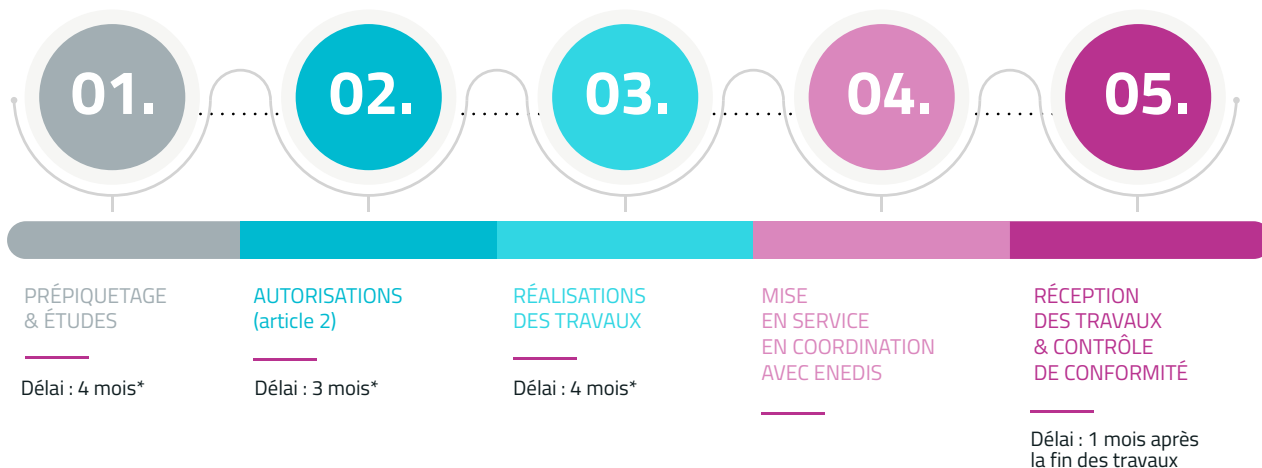 01.
02.
03.
04.
05.
PRÉPIQUETAGE
& ÉTUDES
Délai : 4 mois*
AUTORISATIONS
(article 2)
Délai : 3 mois*
RÉALISATIONS
DES TRAVAUX
Délai : 4 mois*
MISE
EN SERVICE
EN COORDINATION
AVEC ENEDIS
RÉCEPTION
DES TRAVAUX
& CONTRÔLE
DE CONFORMITÉ
Délai : 1 mois après
la fin des travaux